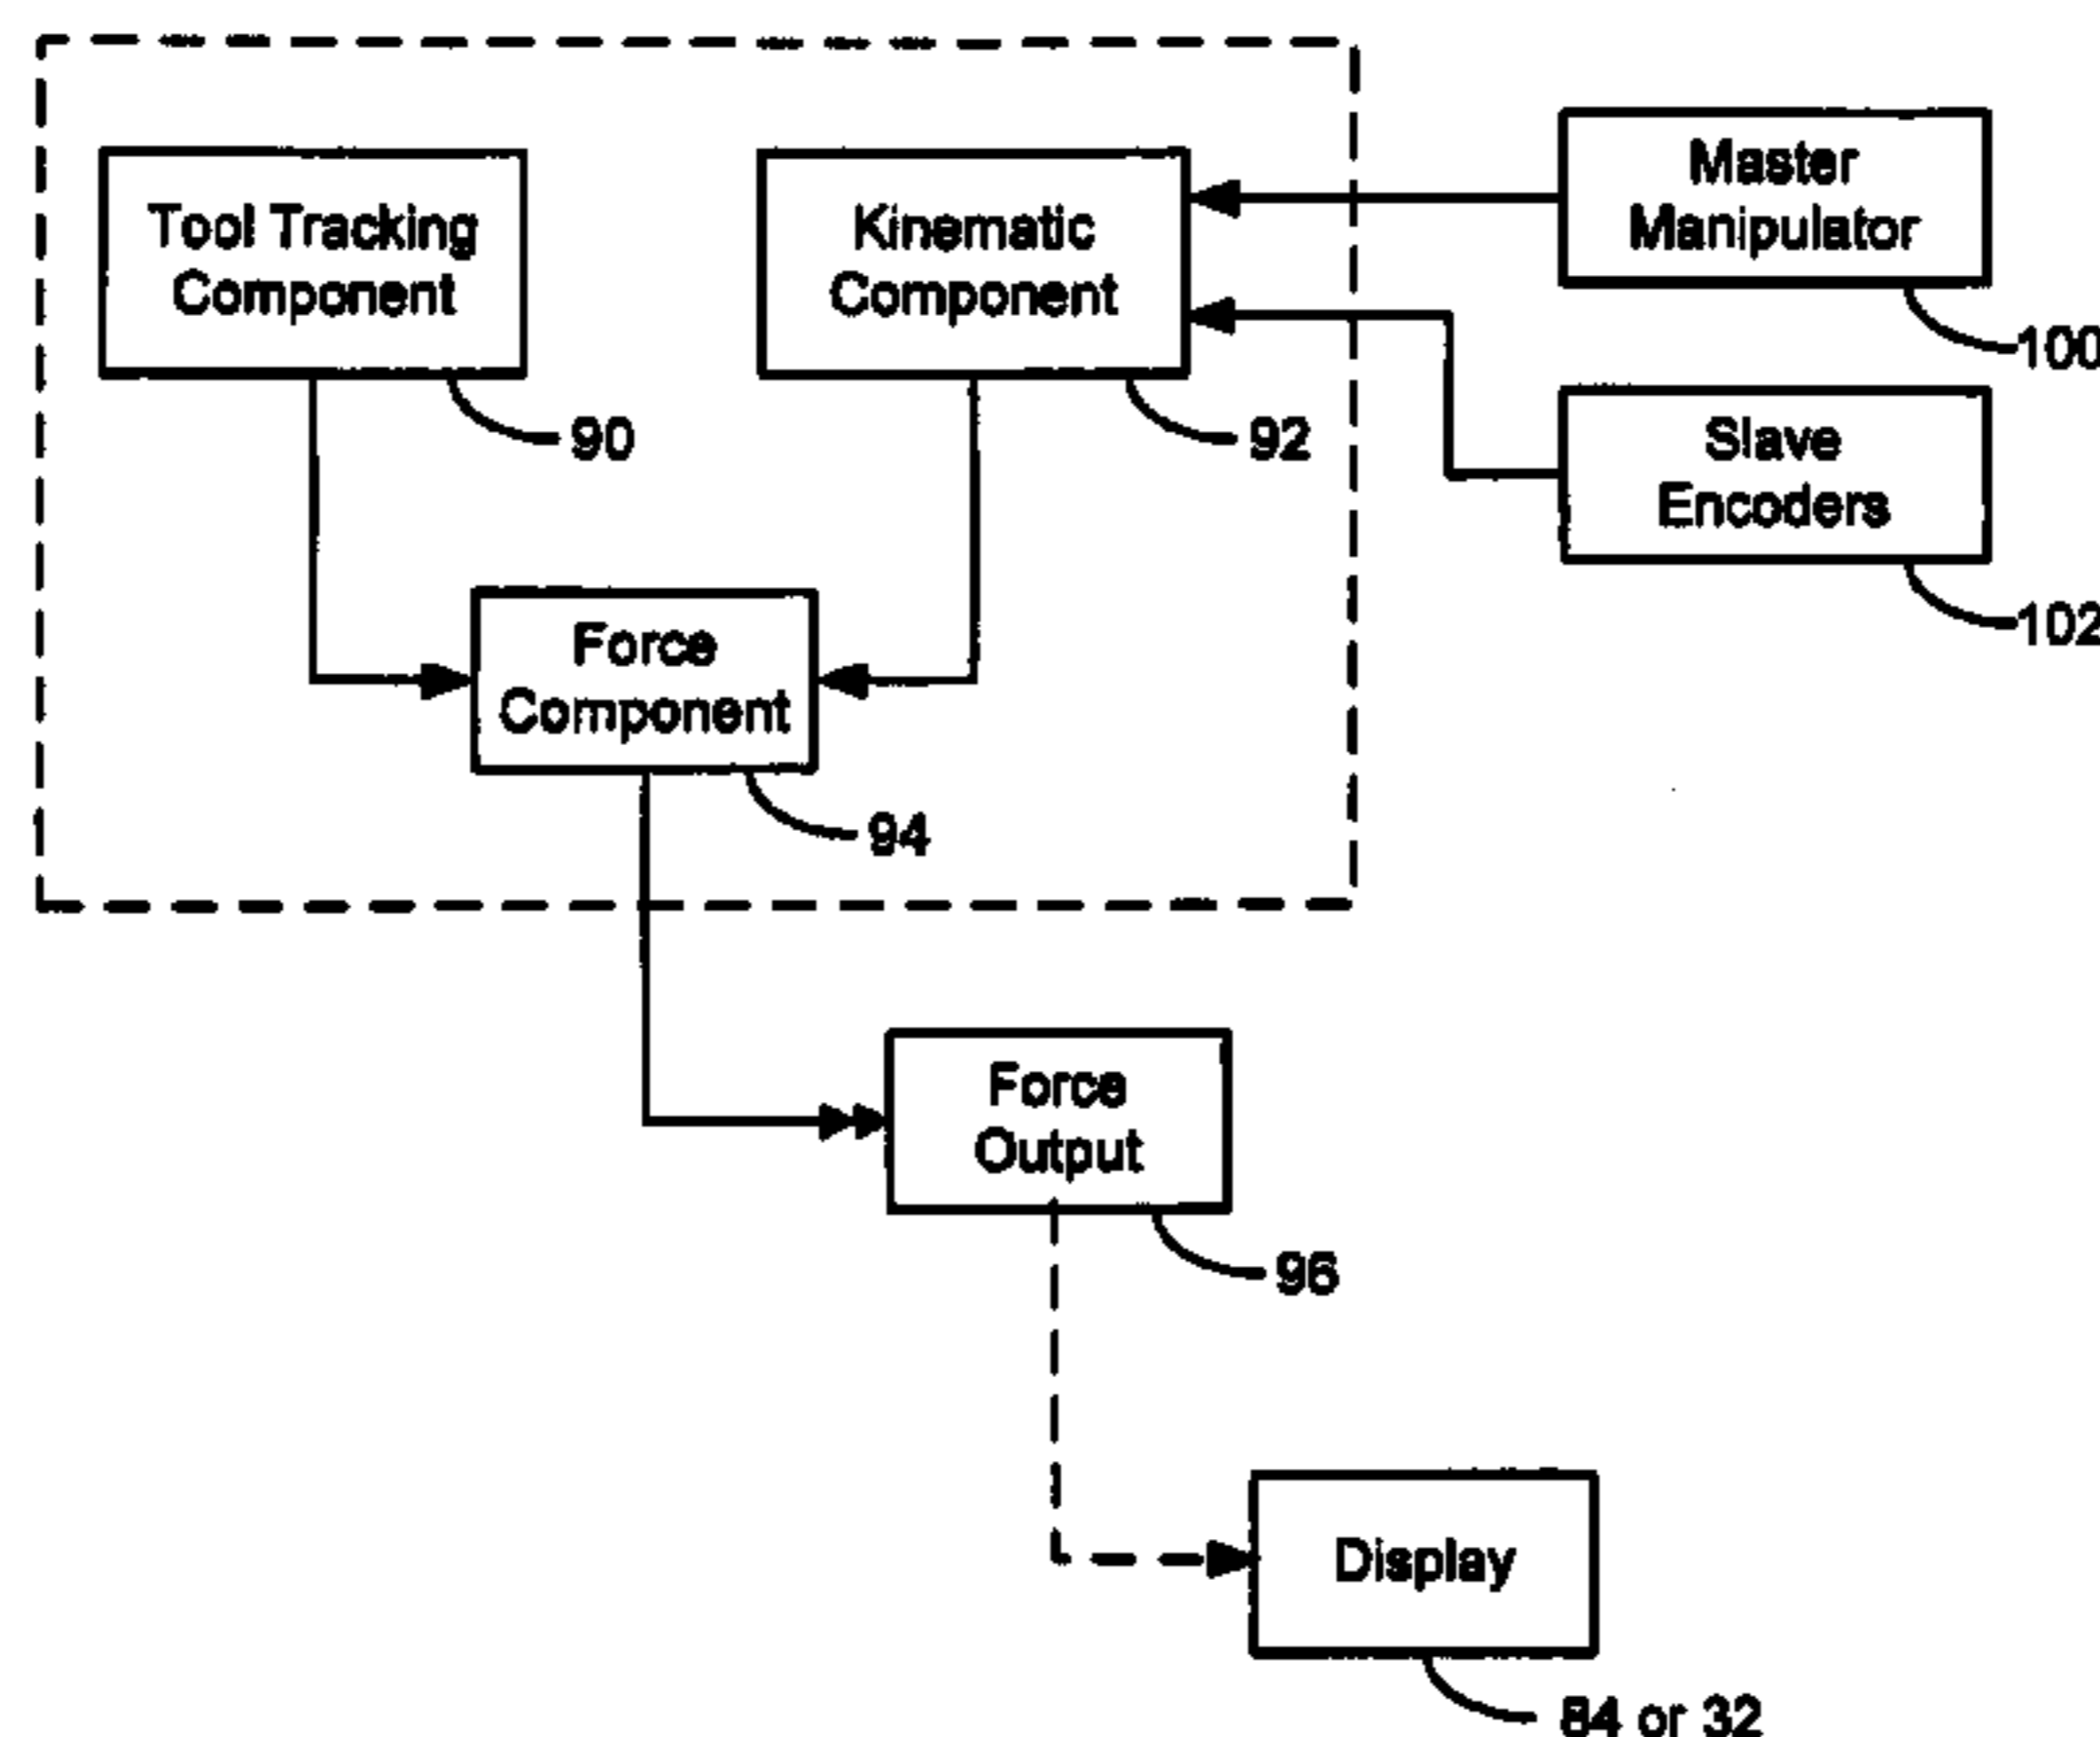 Tool Tracking
Component
90
Kinematic
Component
92
Master
Manipulator
100
Slave
Encoders
102
Force
Component
94
Force
Output
96
Display
84 or 32